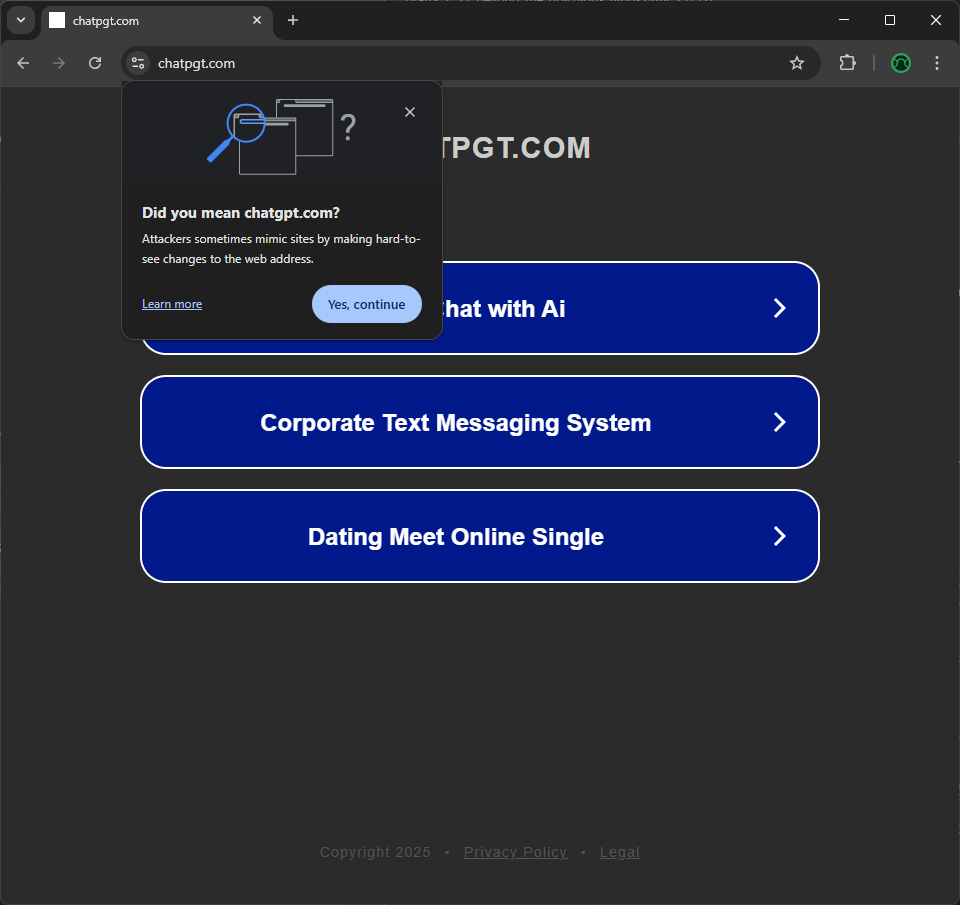 chatpgt.com
chatpgt.com
Did you mean chatgpt.com?
Attackers sometimes mimic sites by making hard-to-
see changes to the web address.
Learn more
Yes, continue
TPGT.COM
hat with Ai
Corporate Text Messaging System
Dating Meet Online Single
Copyright 2025 • Privacy Policy • Legal